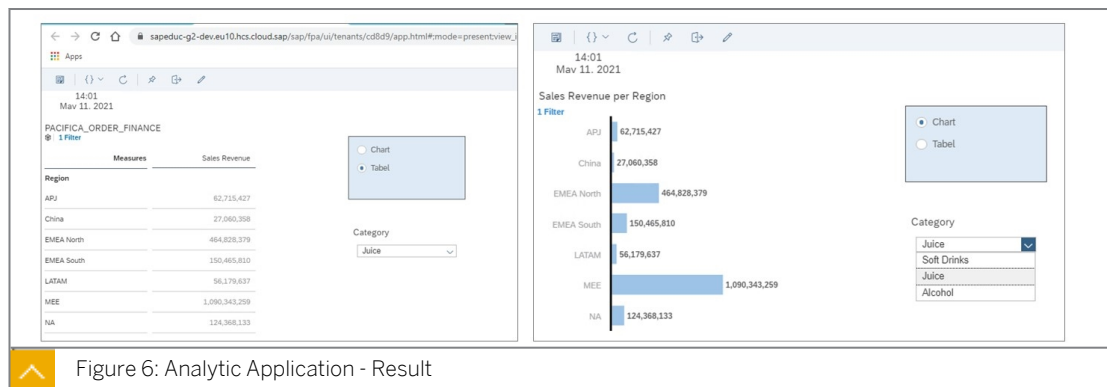 sapeduc-g2-dev.eu10.hcs.cloud.sap/sap/fpa/ui/tenants/cd8d9/app.html#;mode=present;view_i
Apps
14:01
May 11, 2021
PACIFICA_ORDER_FINANCE
1 Filter
Measures Sales Revenue
Region
APJ 62,715,427
China 27,060,358
EMEA North 464,828,379
EMEA South 150,465,810
LATAM 56,179,637
MEE 1,090,343,259
NA 124,368,133
Chart
Tabel
Category
Juice
14:01
May 11, 2021
Sales Revenue per Region
1 Filter
APJ 62,715,427
China 27,060,358
EMEA North 464,828,379
EMEA South 150,465,810
LATAM 56,179,637
MEE 1,090,343,259
NA 124,368,133
Chart
Tabel
Category
Juice
Soft Drinks
Juice
Alcohol
Figure 6: Analytic Application - Result